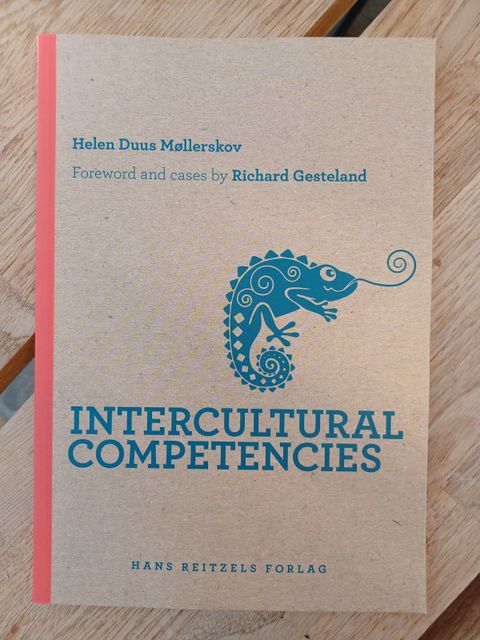 Helen Duus Møllerskov
Foreword and cases by Richard Gesteland
INTERCULTURAL
COMPETENCIES
HANS REITZELS FORLAG